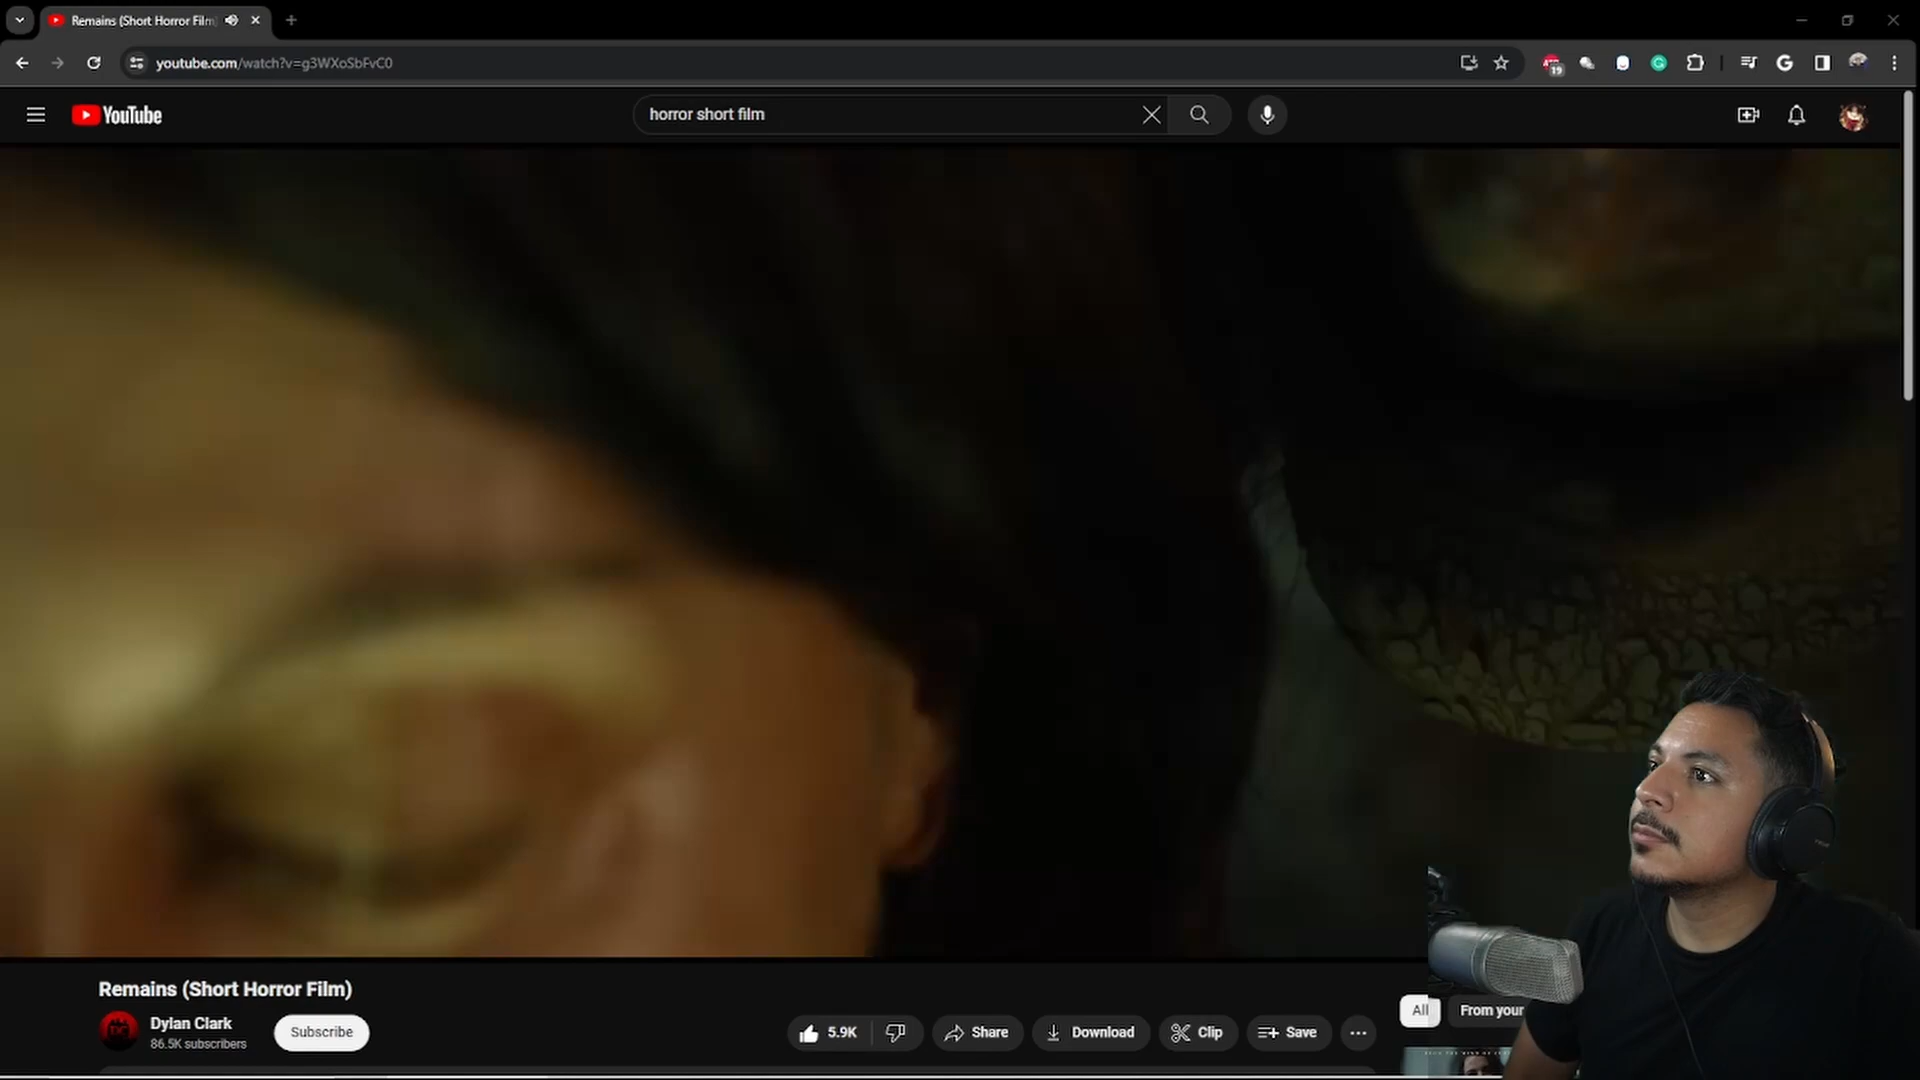 Remains (Short Horror Film
youtube.com/watch?v=g3WXoSbFvC0
19
YouTube
horror short film
Remains (Short Horror Film)
Dylan Clark
86.5K subscribers
Subscribe
5.9K
Share
Download
Clip
Save
All
From your